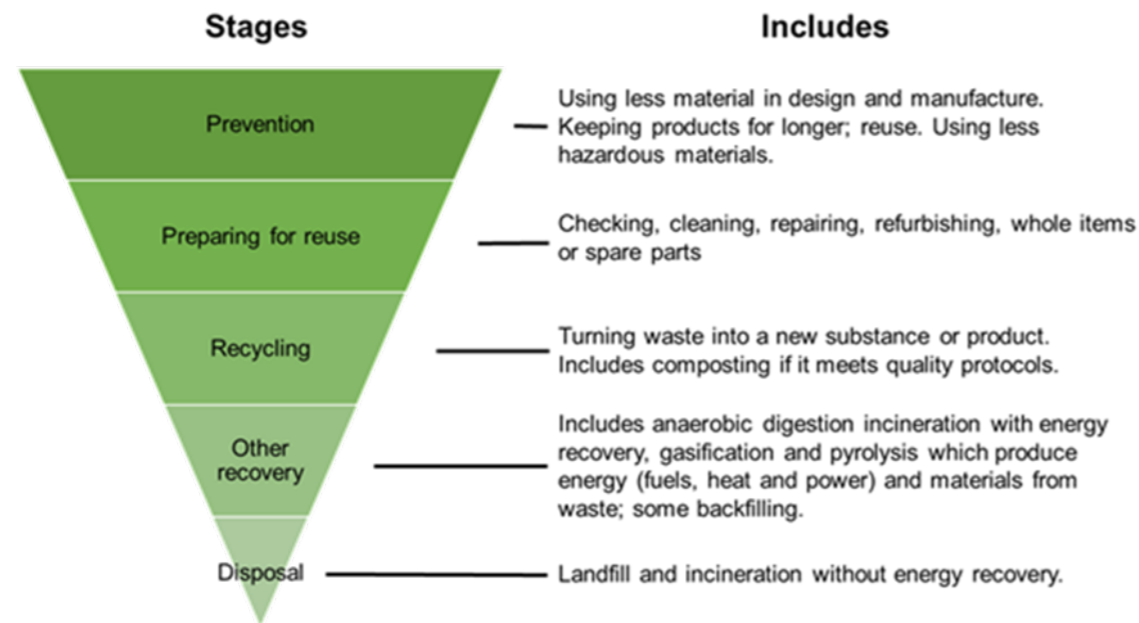 Stages
Includes
Prevention
Using less material in design and manufacture.
Keeping products for longer; reuse. Using less
hazardous materials.
Preparing for reuse
Checking, cleaning, repairing, refurbishing, whole items
or spare parts
Recycling
Turning waste into a new substance or product.
Includes composting if it meets quality protocols.
Other
recovery
Includes anaerobic digestion incineration with energy
recovery, gasification and pyrolysis which produce
energy (fuels, heat and power) and materials from
waste; some backfilling.
Disposal
Landfill and incineration without energy recovery.